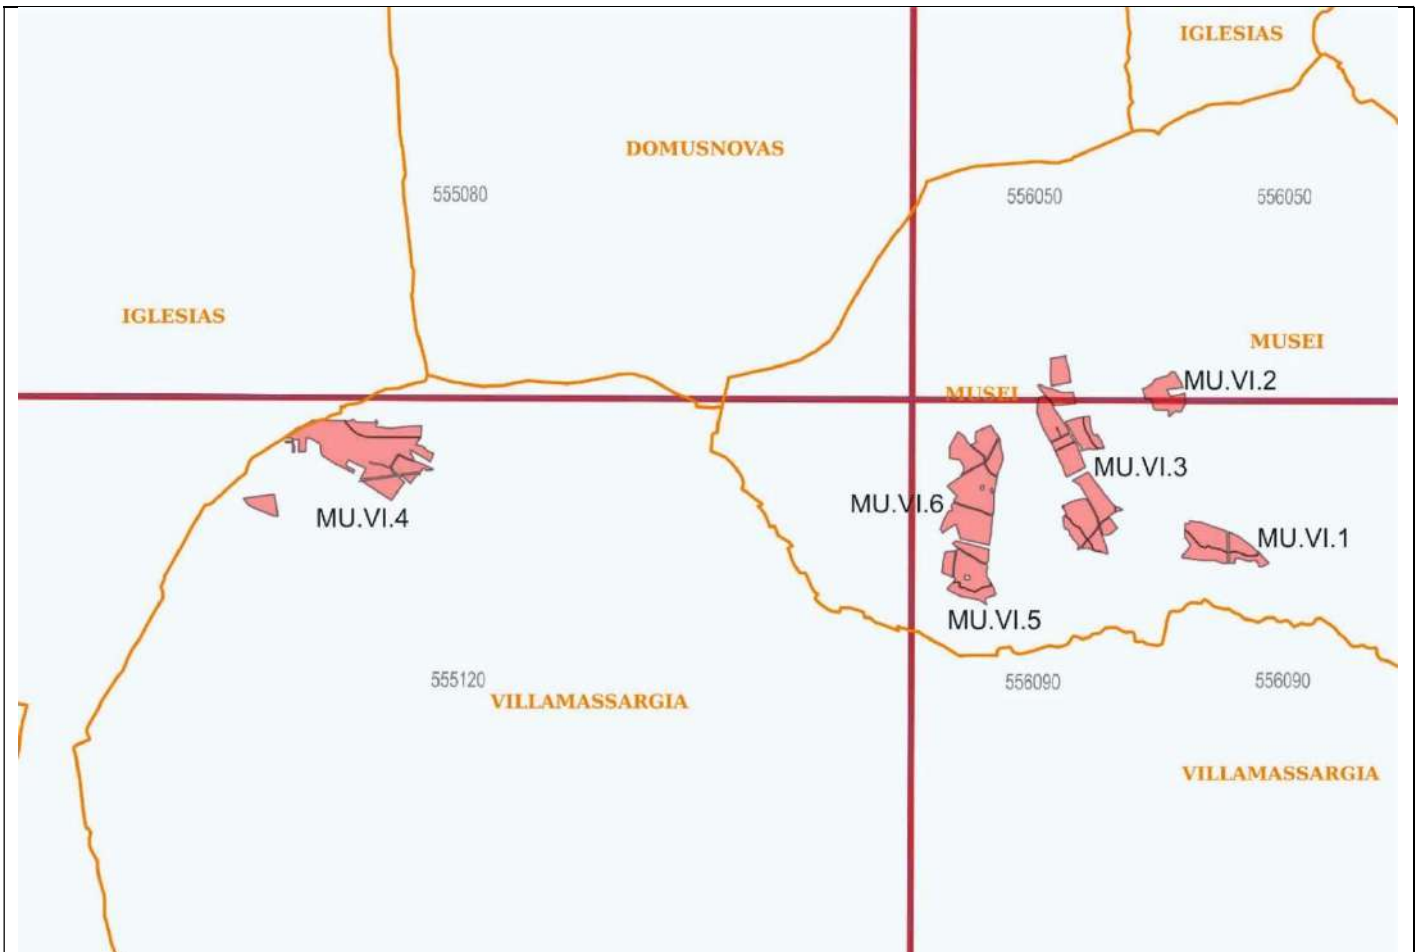 IGLESIAS
DOMUSNOVAS
555080
556050
556050
IGLESIAS
MUSEI
MU.VI.2
MUSEI
MU.VI.3
MU.VI.6
MU.VI.4
MU.VI.1
MU.VI.5
555120
556090
556090
VILLAMASSARGIA
VILLAMASSARGIA